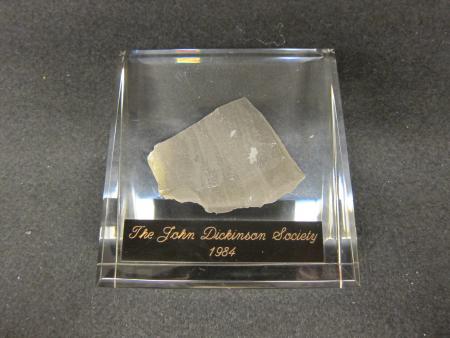 The John Dickinson Society
1984